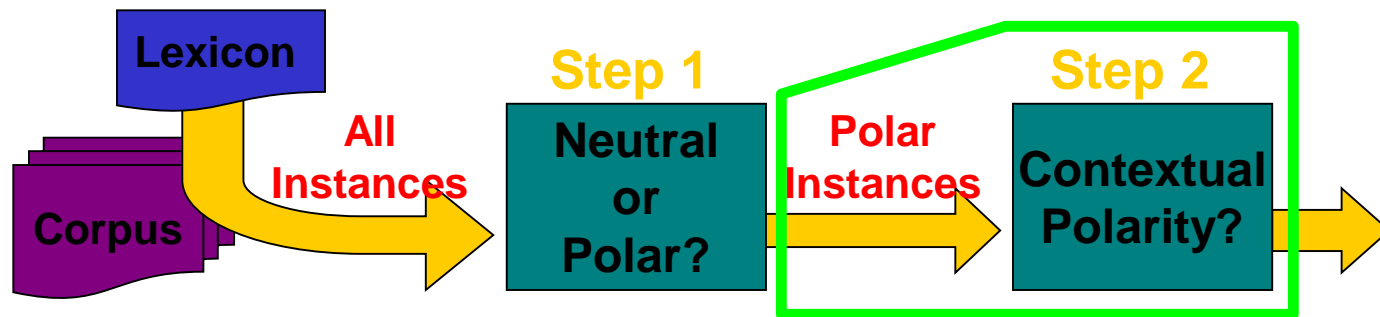 Lexicon
Corpus
All
Instances
Step 1
Neutral
or
Polar?
Polar
Instances
Step 2
Contextual
Polarity?